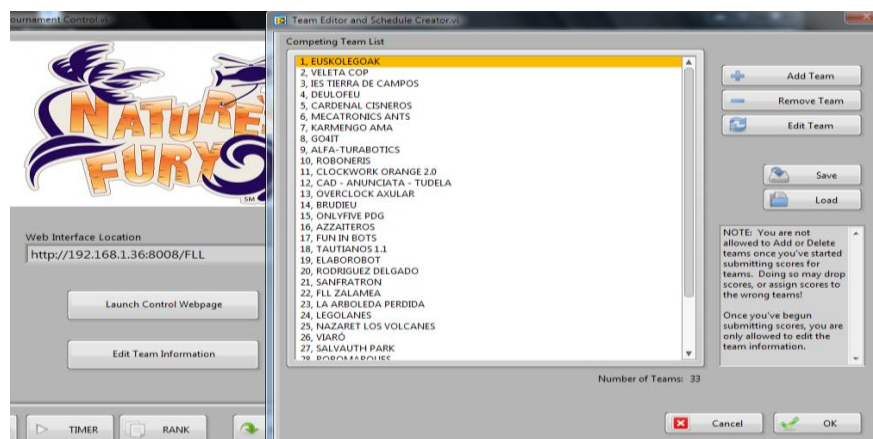 ournament Control.vi
NATURE'S
FURY
SM
Web Interface Location
http://192.168.1.36:8008/FLL
Launch Control Webpage
Edit Team Information
TIMER
RANK
Team Editor and Schedule Creator.vi
Competing Team List
1, EUSKOLEGOAK
2, VELETA COP
3, IES TIERRA DE CAMPOS
4, DEULOFEU
5, CARDENAL CISNEROS
6, MECATRONICS ANTS
7, KARMENGO AMA
8, GO4IT
9, ALFA-TURABOTICS
10, ROBONERIS
11, CLOCKWORK ORANGE 2.0
12, CAD - ANUNCIATA - TUDELA
13, OVERCLOCK AXULAR
14, BRUDIEU
15, ONLYFIVE PDG
16, AZZAITEROS
17, FUN IN BOTS
18, TAUTIANOS 1.1
19, ELABOROBOT
20, RODRIGUEZ DELGADO
21, SANFRATRON
22, FLL ZALAMEA
23, LA ARBOLEDA PERDIDA
24, LEGOLANES
25, NAZARET LOS VOLCANES
26, VIARÓ
27, SALVAUTH PARK
28, ROBOMARQUES
Number of Teams: 33
Add Team
Remove Team
Edit Team
Save
Load
NOTE: You are not
allowed to Add or Delete
teams once you've started
submitting scores for
teams. Doing so may drop
scores, or assign scores to
the wrong teams!
Once you've begun
submitting scores, you are
only allowed to edit the
team information.
Cancel
OK